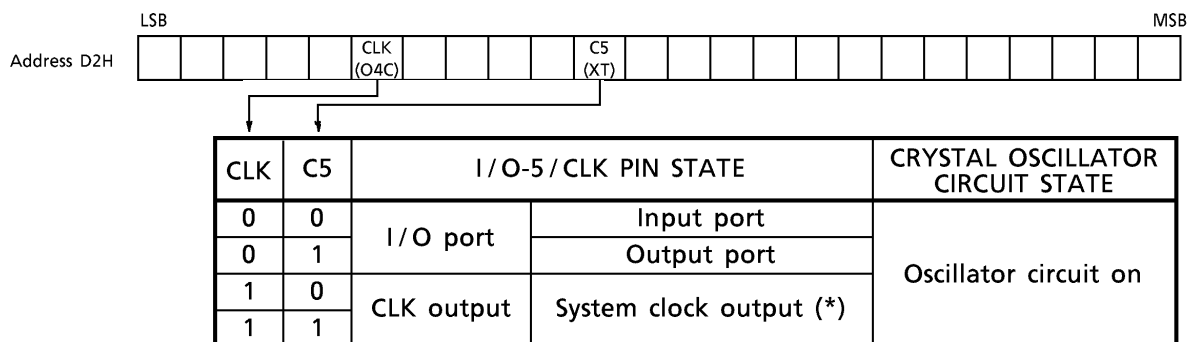 LSB MSB
Address D2H CLK (O4C) C5 (XT)
CLK C5 I/O-5/CLK PIN STATE CRYSTAL OSCILLATOR CIRCUIT STATE
0 0 I/O port Input port Oscillator circuit on
0 1 Output port
1 0 CLK output System clock output (*)
1 1